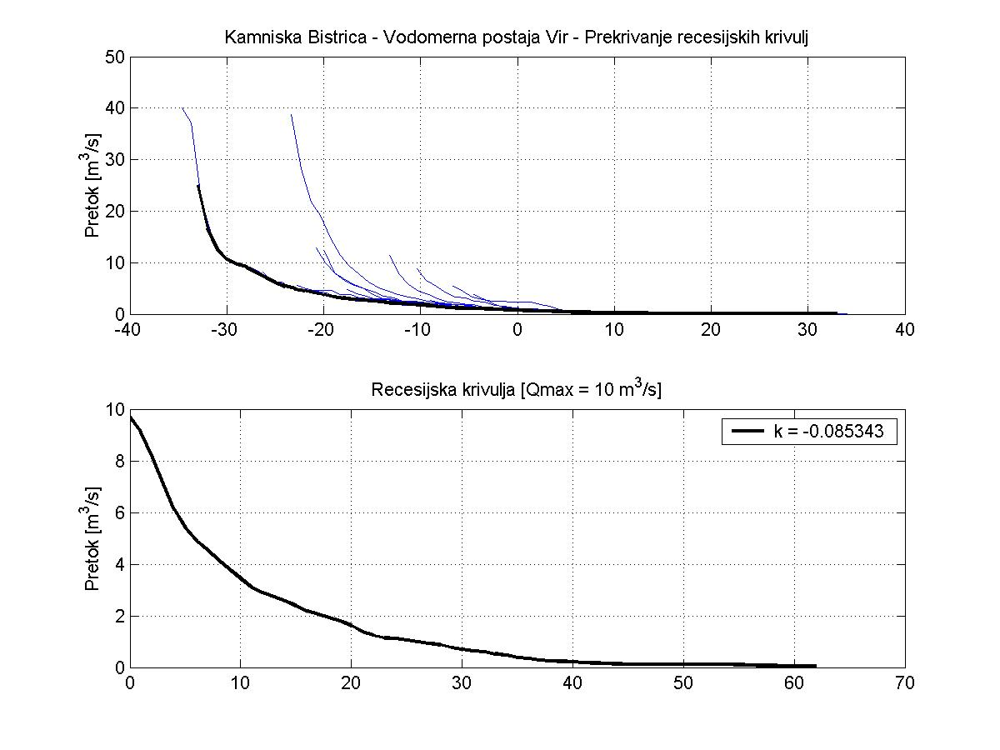 Kamniska Bistrica - Vodomerna postaja Vir - Prekrivanje recesijskih krivulj
50
40
30
20
10
0
Pretok [m³/s]
-40 -30 -20 -10 0 10 20 30 40
Recesijska krivulja [Qmax = 10 m³/s]
10
8
6
4
2
0
Pretok [m³/s]
k = -0.085343
0 10 20 30 40 50 60 70